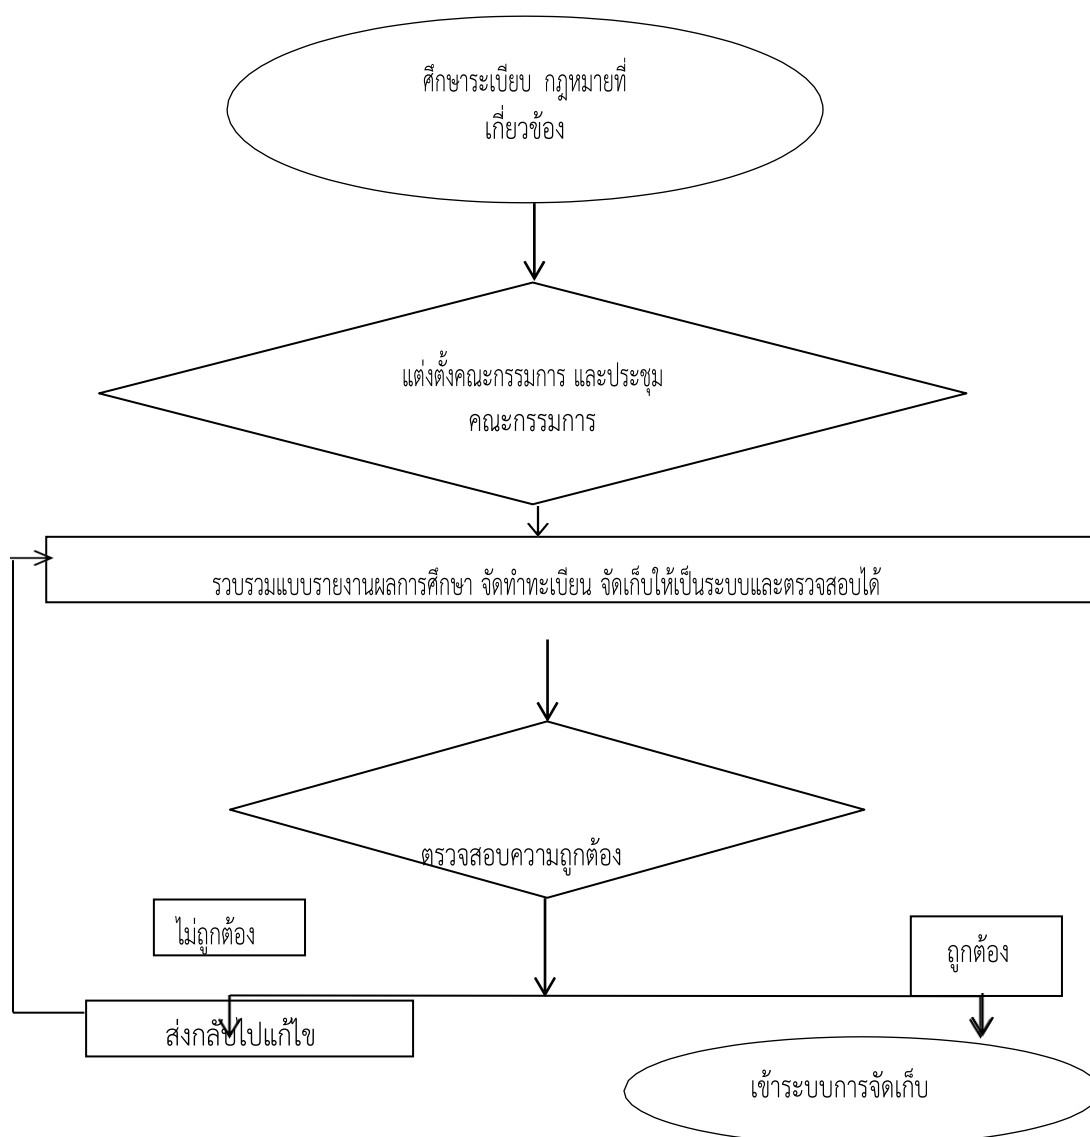 ศึกษาระเบียบ กฎหมายที่
เกี่ยวข้อง
แต่งตั้งคณะกรรมการ และประชุม
คณะกรรมการ
รวบรวมแบบรายงานผลการศึกษา จัดทำทะเบียน จัดเก็บให้เป็นระบบและตรวจสอบได้
ตรวจสอบความถูกต้อง
ไม่ถูกต้อง
ถูกต้อง
ส่งกลับไปแก้ไข
เข้าระบบการจัดเก็บ